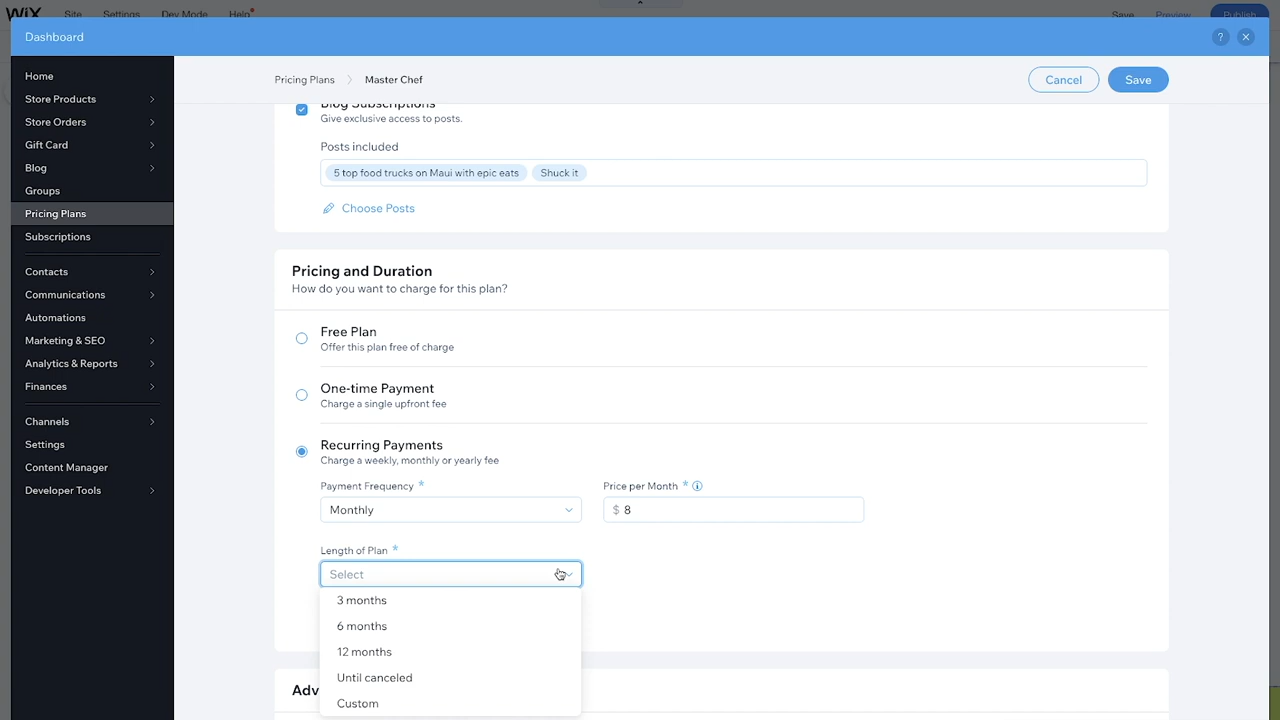 WIX Site Settings Dev Mode Help Save Preview Publish
Dashboard ?
Home
Store Products
Store Orders
Gift Card
Blog
Groups
Pricing Plans
Subscriptions
Contacts
Communications
Automations
Marketing & SEO
Analytics & Reports
Finances
Channels
Settings
Content Manager
Developer Tools
Pricing Plans Master Chef Cancel Save
Blog Subscriptions
Give exclusive access to posts.
Posts included
5 top food trucks on Maui with epic eats Shuck it
Choose Posts
Pricing and Duration
How do you want to charge for this plan?
Free Plan
Offer this plan free of charge
One-time Payment
Charge a single upfront fee
Recurring Payments
Charge a weekly, monthly or yearly fee
Payment Frequency * Price per Month *
Monthly $ 8
Length of Plan *
Select
3 months
6 months
12 months
Until canceled
Custom
Adv